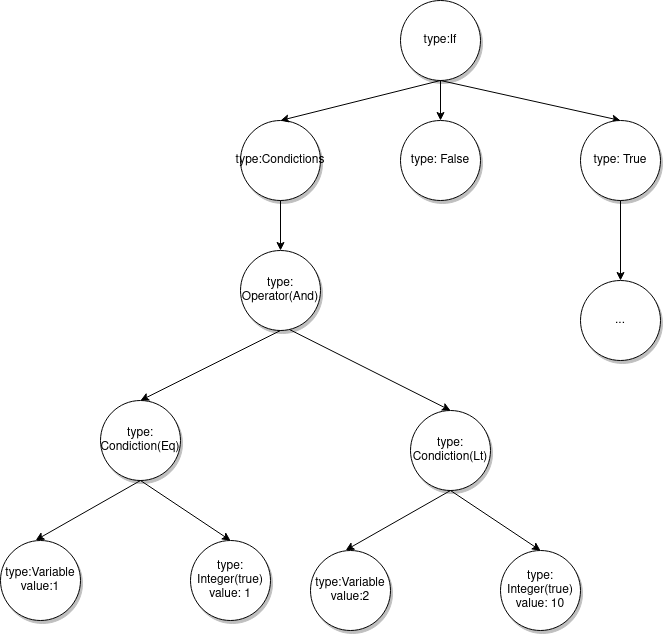 type:If
type:Condictions
type: False
type: True
type:
Operator(And)
...
type:
Condiction(Eq)
type:
Condiction(Lt)
type:Variable
value:1
type:
Integer(true)
value: 1
type:Variable
value:2
type:
Integer(true)
value: 10